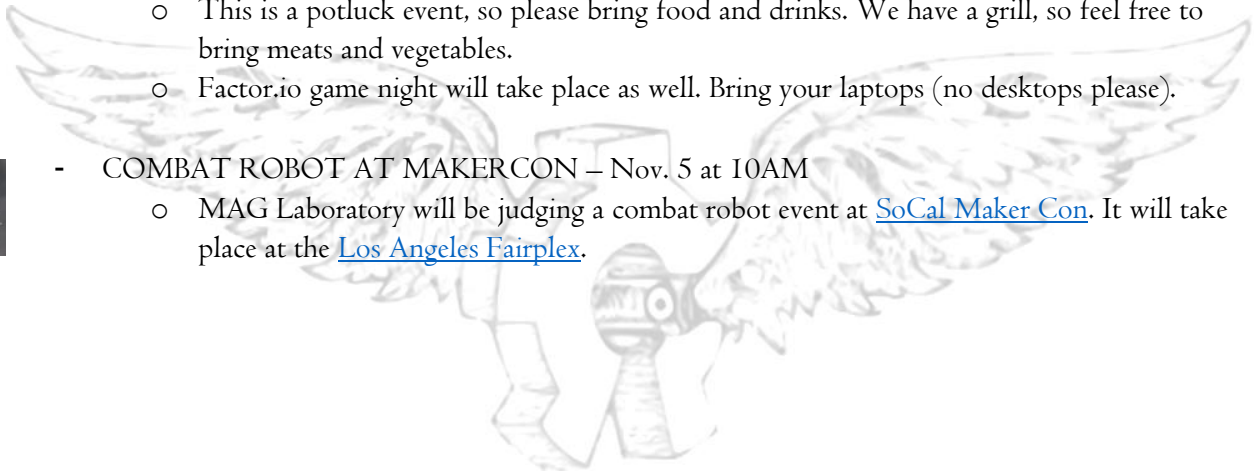 o This is a potluck event, so please bring food and drinks. We have a grill, so feel free to
bring meats and vegetables.
o Factor.io game night will take place as well. Bring your laptops (no desktops please).
- COMBAT ROBOT AT MAKERCON – Nov. 5 at 10AM
o MAG Laboratory will be judging a combat robot event at SoCal Maker Con. It will take
place at the Los Angeles Fairplex.